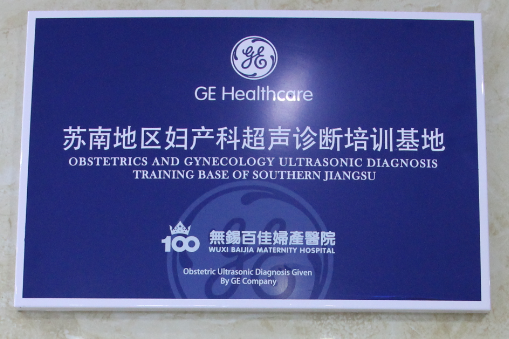 GE
GE Healthcare
苏南地区妇产科超声诊断培训基地
OBSTETRICS AND GYNECOLOGY ULTRASONIC DIAGNOSIS
TRAINING BASE OF SOUTHERN JIANGSU
100 無錫百佳婦產醫院
WUXI BAIJIA MATERNITY HOSPITAL
Obstetric Ultrasonic Diagnosis Given
By GE Company